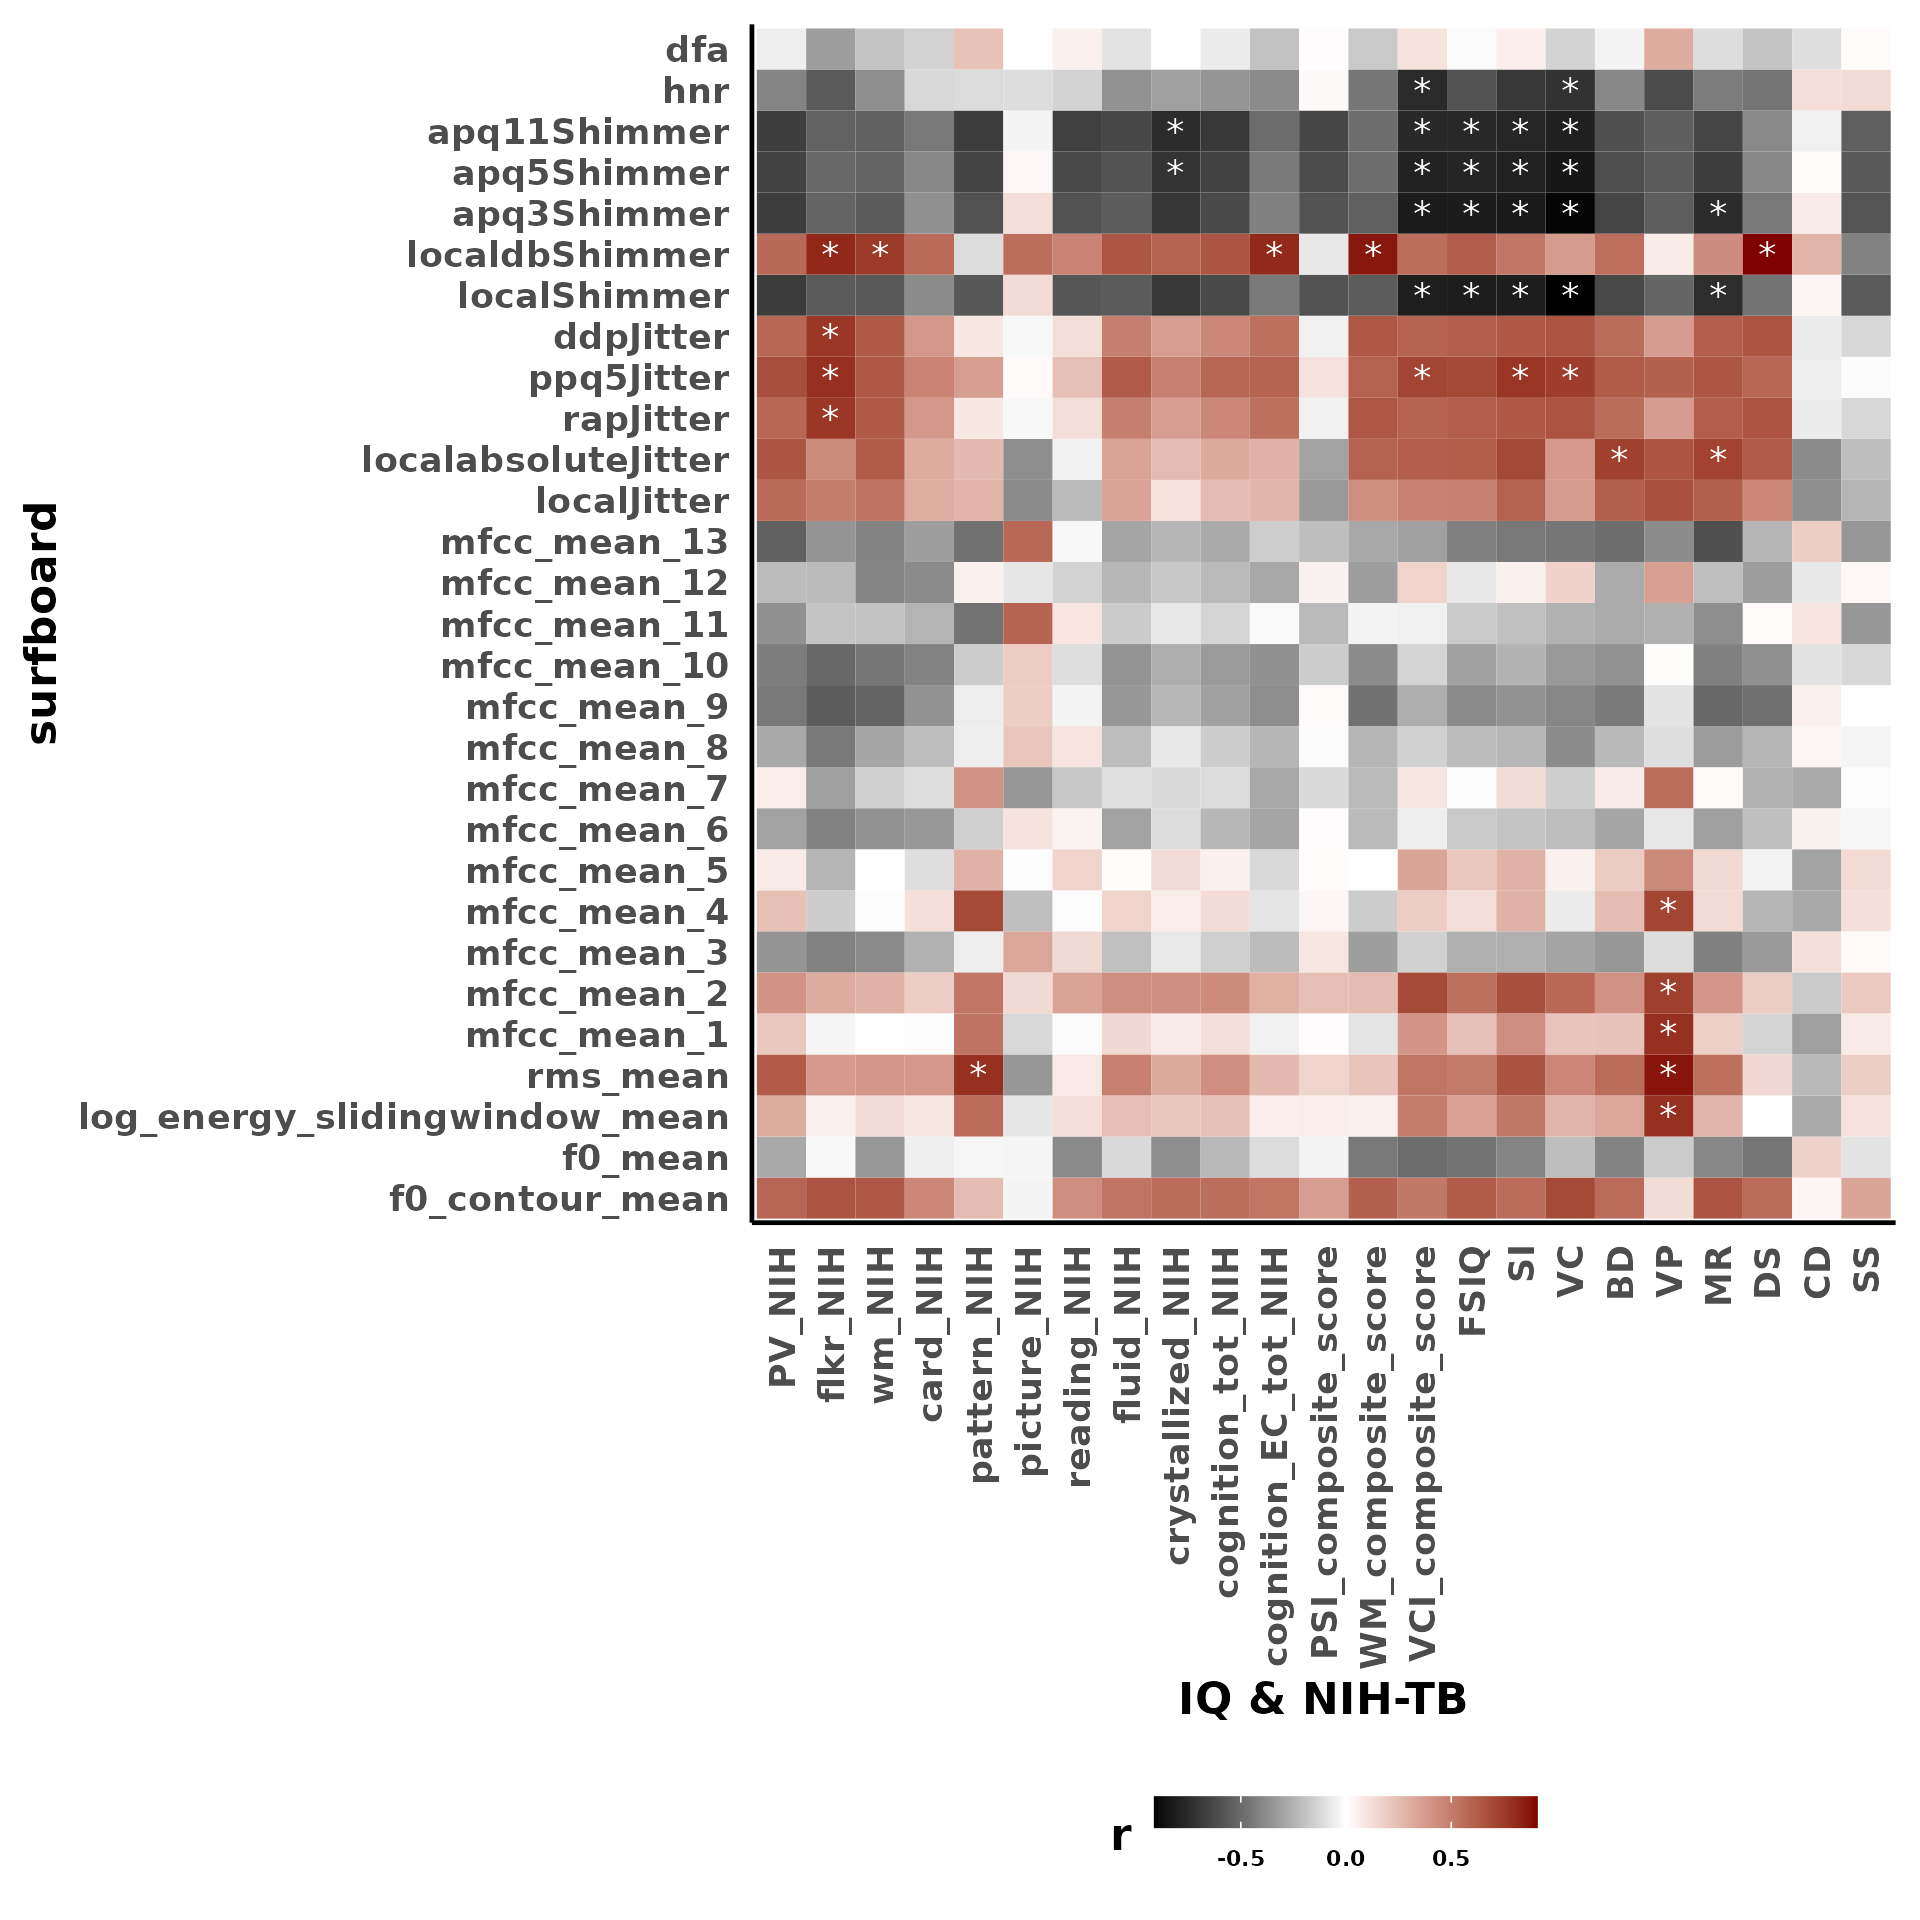 surfboard
dfa
hnr
apq11Shimmer
apq5Shimmer
apq3Shimmer
localdbShimmer
localShimmer
ddpJitter
ppq5Jitter
rapJitter
localabsoluteJitter
localJitter
mfcc_mean_13
mfcc_mean_12
mfcc_mean_11
mfcc_mean_10
mfcc_mean_9
mfcc_mean_8
mfcc_mean_7
mfcc_mean_6
mfcc_mean_5
mfcc_mean_4
mfcc_mean_3
mfcc_mean_2
mfcc_mean_1
rms_mean
log_energy_slidingwindow_mean
f0_mean
f0_contour_mean
* *
* * * * *
* * * * *
* * * * *
* * * * *
* * * * *
*
* * * *
*
* *
*
*
*
* *
*
PV_NIH
flkr_NIH
wm_NIH
card_NIH
pattern_NIH
picture_NIH
reading_NIH
fluid_NIH
crystallized_NIH
cognition_tot_NIH
cognition_EC_tot_NIH
PSI_composite_score
WM_composite_score
VCI_composite_score
FSIQ
SI
VC
BD
VP
MR
DS
CD
SS
IQ & NIH-TB
r
-0.5 0.0 0.5